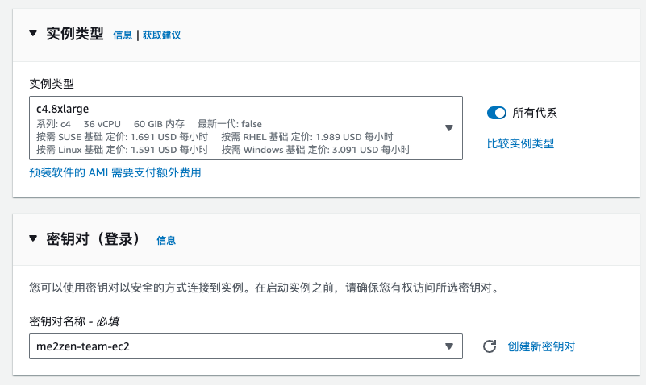 实例类型 信息 | 获取建议
实例类型
c4.8xlarge
系列: c4 36 vCPU 60 GiB 内存 最新一代: false
按需 SUSE 基础 定价: 1.691 USD 每小时 按需 RHEL 基础 定价: 1.989 USD 每小时
按需 Linux 基础 定价: 1.591 USD 每小时 按需 Windows 基础 定价: 3.091 USD 每小时
所有代系
比较实例类型
预装软件的 AMI 需要支付额外费用
密钥对（登录） 信息
您可以使用密钥对以安全的方式连接到实例。在启动实例之前，请确保您有权访问所选密钥对。
密钥对名称 - 必填
me2zen-team-ec2
创建新密钥对